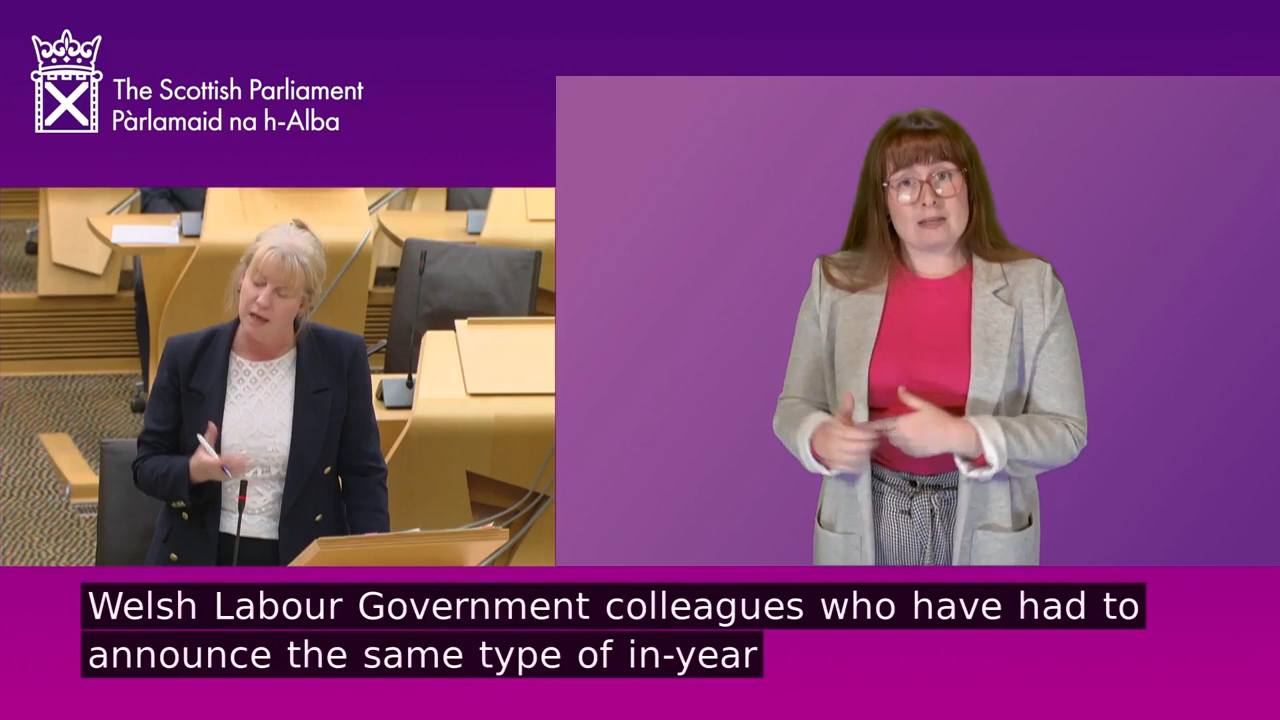 The Scottish Parliament
Pàrlamaid na h-Alba
Welsh Labour Government colleagues who have had to
announce the same type of in-year